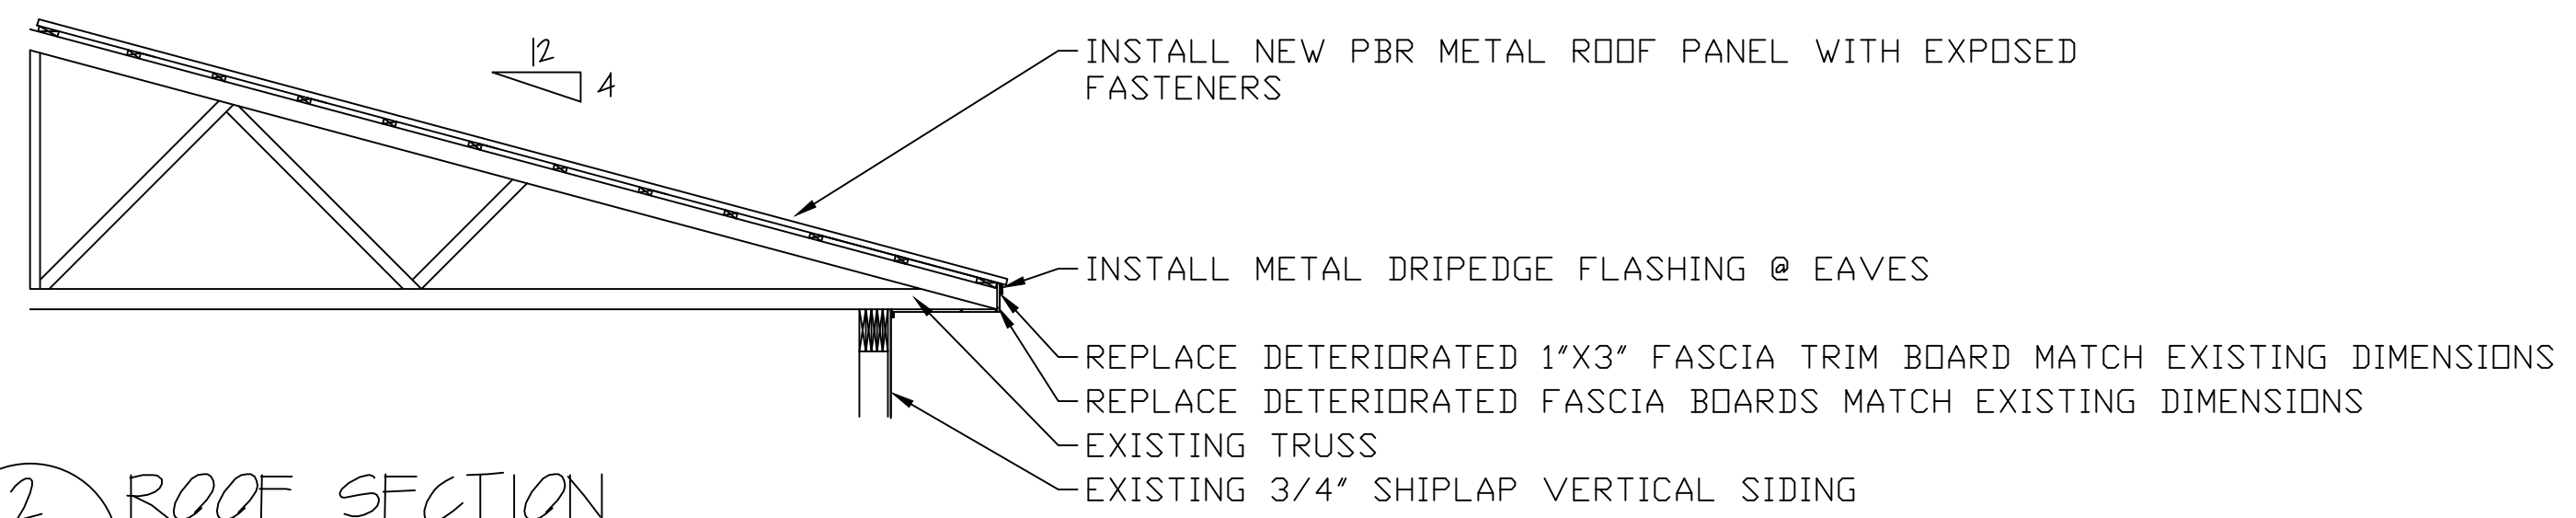 12
4
INSTALL NEW PBR METAL ROOF PANEL WITH EXPOSED
FASTENERS
INSTALL METAL DRIPEDGE FLASHING @ EAVES
REPLACE DETERIORATED 1"X3" FASCIA TRIM BOARD MATCH EXISTING DIMENSIONS
REPLACE DETERIORATED FASCIA BOARDS MATCH EXISTING DIMENSIONS
EXISTING TRUSS
EXISTING 3/4" SHIPLAP VERTICAL SIDING
2 ROOF SECTION